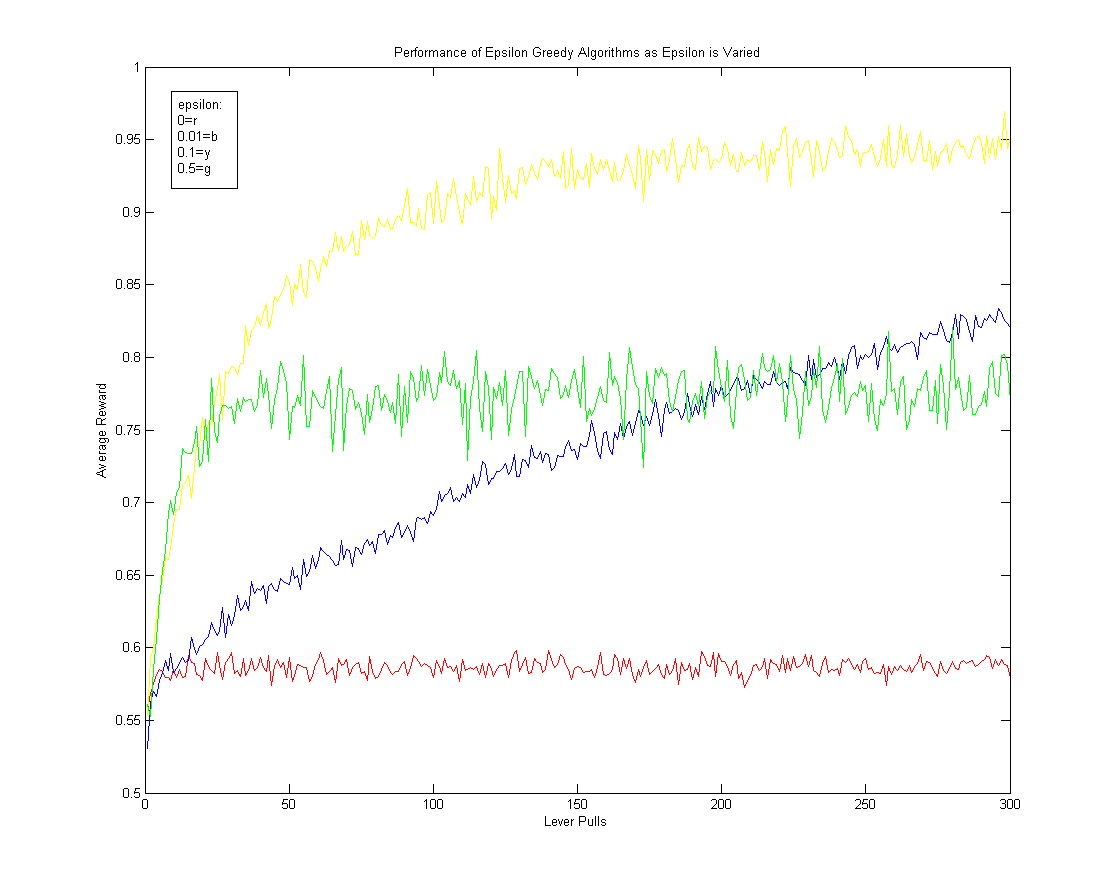 Performance of Epsilon Greedy Algorithms as Epsilon is Varied
1
epsilon:
0=r
0.01=b
0.1=y
0.5=g
0.95
0.9
0.85
0.8
0.75
0.7
0.65
0.6
0.55
0.5
Average Reward
0 50 100 150 200 250 300
Lever Pulls